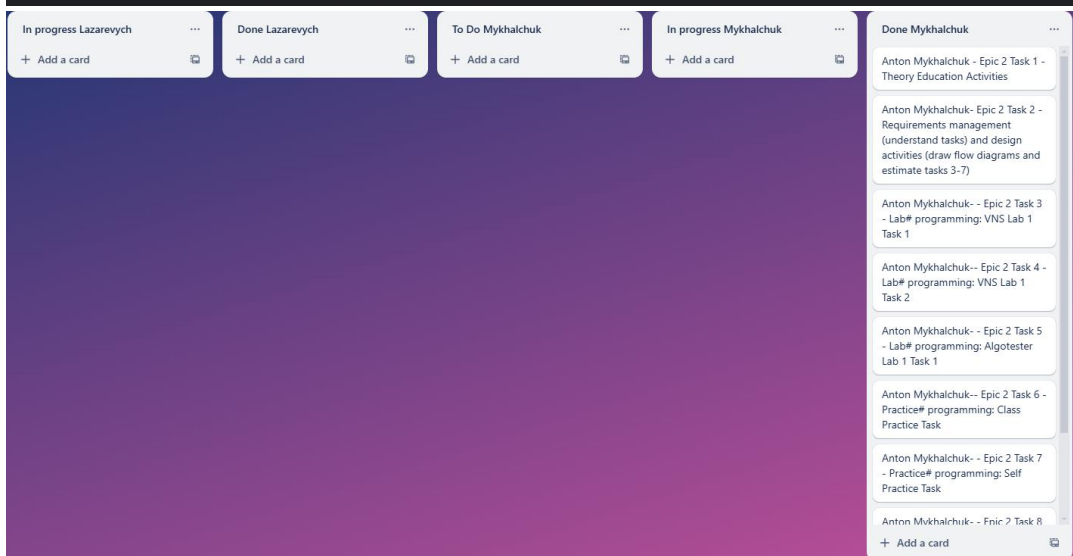 In progress Lazarevych
+ Add a card
Done Lazarevych
+ Add a card
To Do Mykhalchuk
+ Add a card
In progress Mykhalchuk
+ Add a card
Done Mykhalchuk
Anton Mykhalchuk - Epic 2 Task 1 -
Theory Education Activities
Anton Mykhalchuk- Epic 2 Task 2 -
Requirements management
(understand tasks) and design
activities (draw flow diagrams and
estimate tasks 3-7)
Anton Mykhalchuk- - Epic 2 Task 3
- Lab# programming: VNS Lab 1
Task 1
Anton Mykhalchuk-- Epic 2 Task 4 -
Lab# programming: VNS Lab 1
Task 2
Anton Mykhalchuk- - Epic 2 Task 5
- Lab# programming: Algotester
Lab 1 Task 1
Anton Mykhalchuk-- Epic 2 Task 6 -
Practice# programming: Class
Practice Task
Anton Mykhalchuk- - Epic 2 Task 7
- Practice# programming: Self
Practice Task
Anton Mykhalchuk- - Epic 2 Task 8
+ Add a card